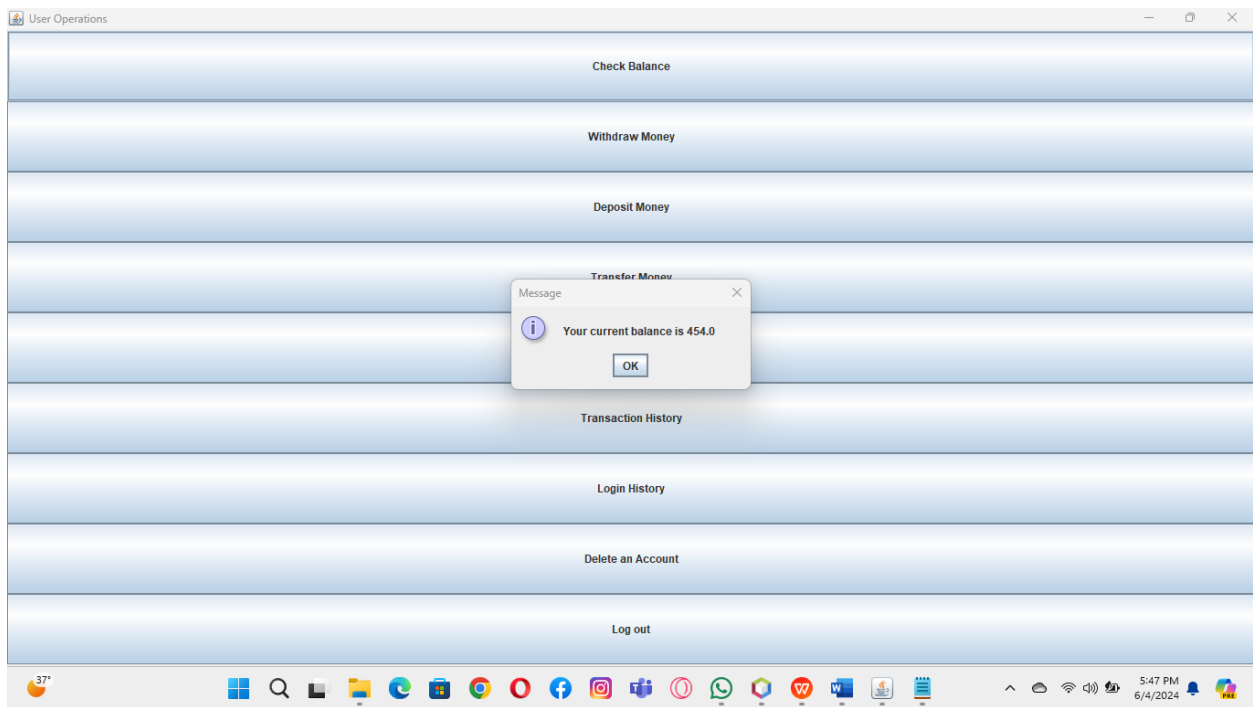 User Operations
Check Balance
Withdraw Money
Deposit Money
Transfer Money
Message
Your current balance is 454.0
OK
Transaction History
Login History
Delete an Account
Log out
37°
5:47 PM
6/4/2024
PRE